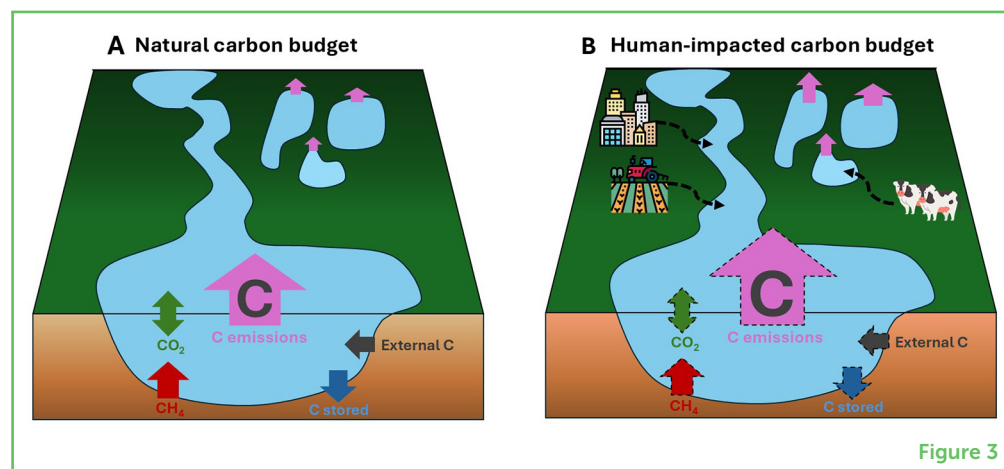 A Natural carbon budget
C
CO₂
C emissions
External C
CH₄
C stored
B Human-impacted carbon budget
C
CO₂
C emissions
External C
CH₄
C stored
Figure 3